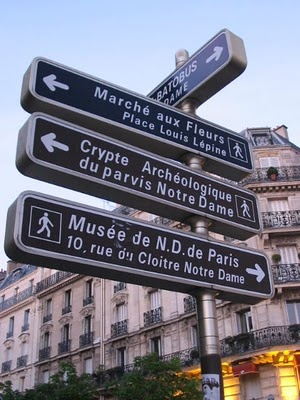 BATOBUS
DAME
Marché aux Fleurs
Place Louis Lépine
Crypte Archéologique
du parvis Notre Dame
Musée de N.D. de Paris
10, rue du Cloitre Notre Dame